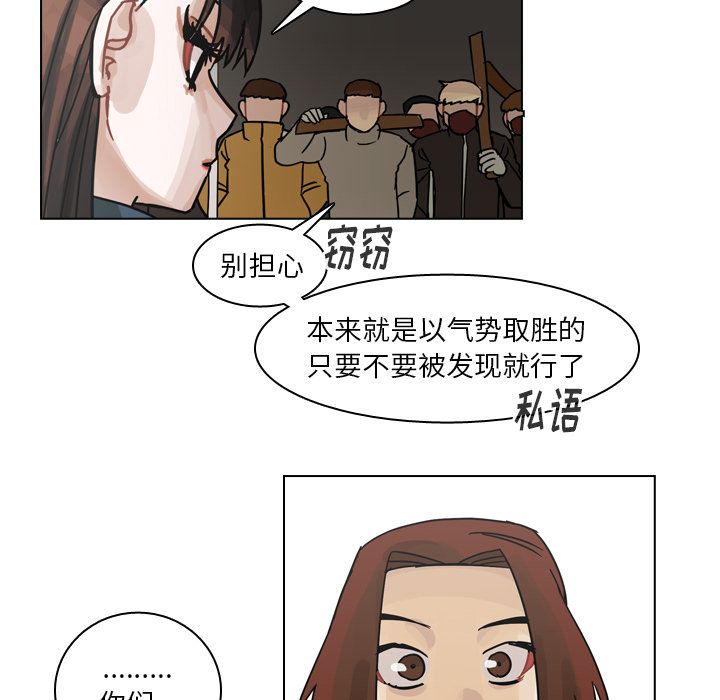 别担心
窃窃
本来就是以气势取胜的
只要不要被发现就行了
私语
………
你们